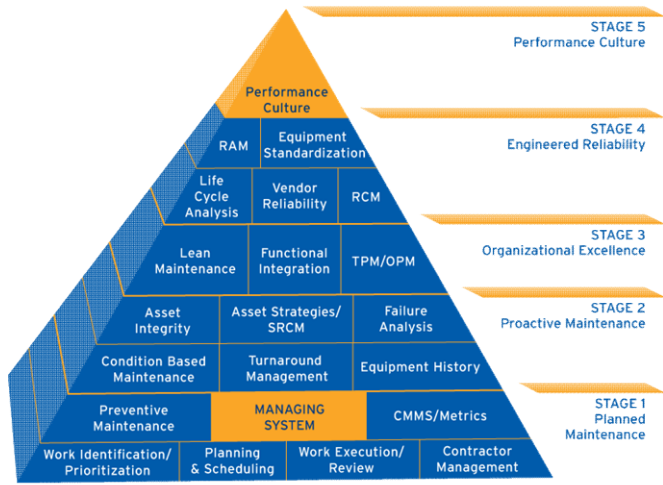 STAGE 5
Performance Culture
Performance
Culture
STAGE 4
Engineered Reliability
RAM
Equipment
Standardization
Life
Cycle
Analysis
Vendor
Reliability
RCM
STAGE 3
Organizational Excellence
Lean
Maintenance
Functional
Integration
TPM/OPM
STAGE 2
Proactive Maintenance
Asset
Integrity
Asset Strategies/
SRCM
Failure
Analysis
Condition Based
Maintenance
Turnaround
Management
Equipment History
STAGE 1
Planned
Maintenance
Preventive
Maintenance
MANAGING
SYSTEM
CMMS/Metrics
Work Identification/
Prioritization
Planning
& Scheduling
Work Execution/
Review
Contractor
Management